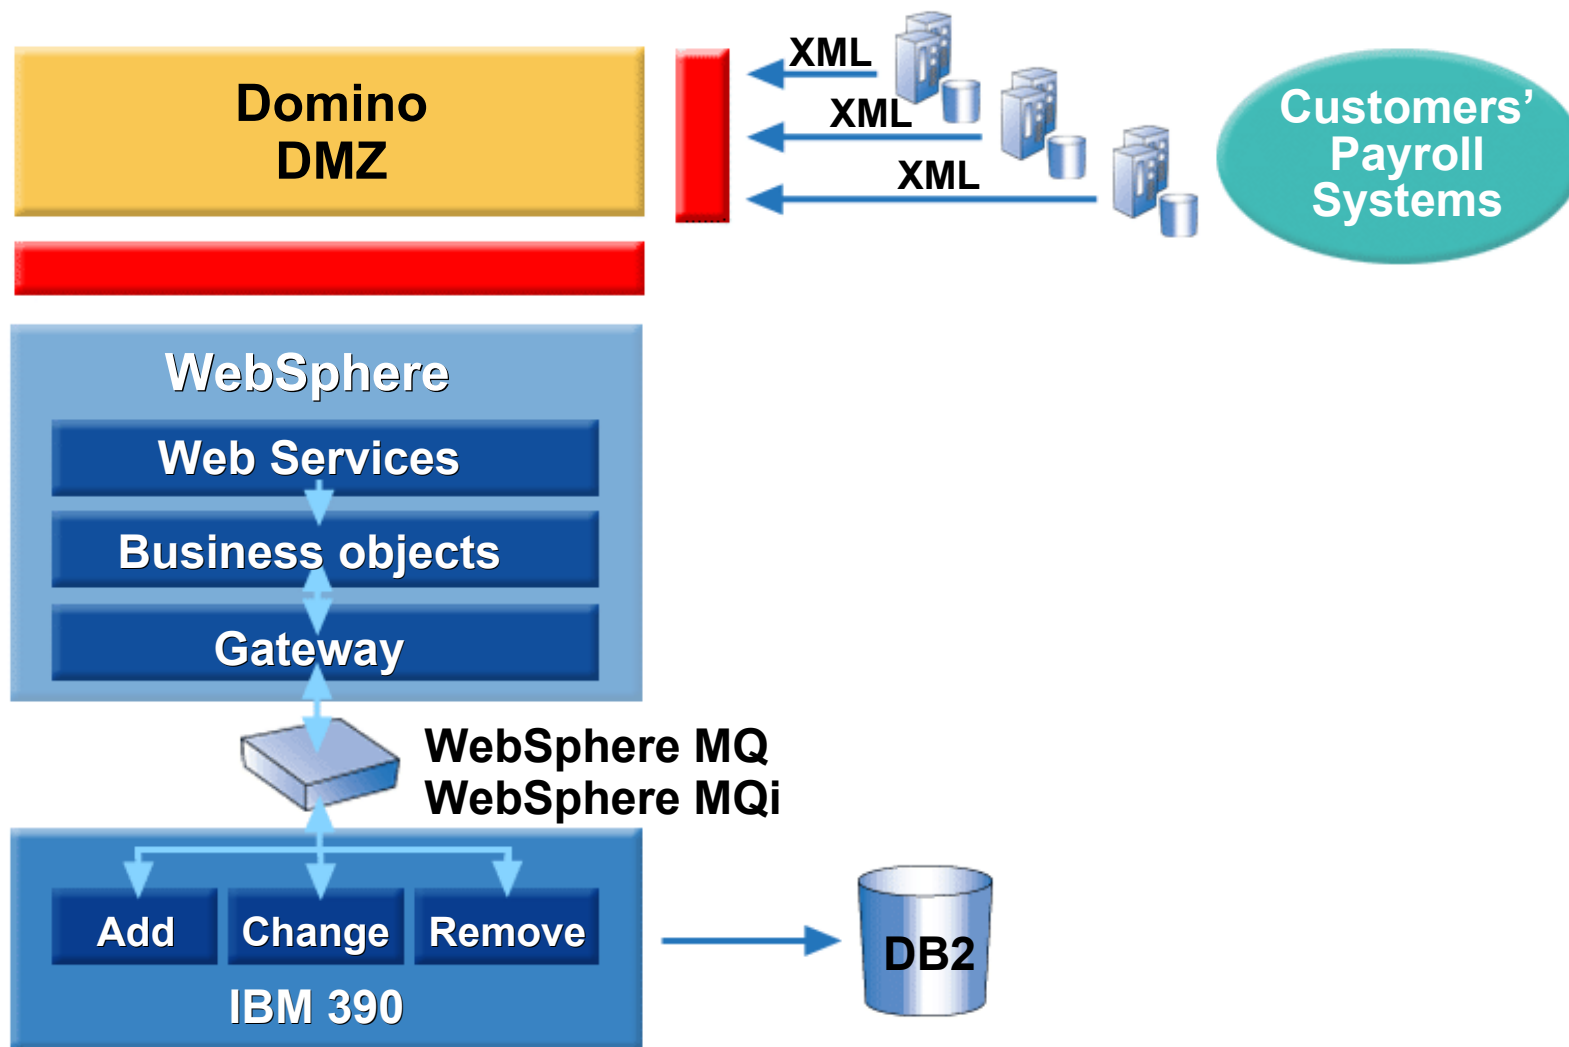 Domino
DMZ
XML
XML
XML
Customers’
Payroll
Systems
WebSphere
Web Services
Business objects
Gateway
WebSphere MQ
WebSphere MQi
Add
Change
Remove
IBM 390
DB2